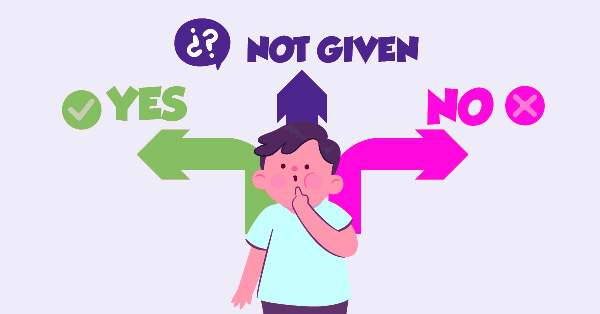 ¿?
NOT GIVEN
YES
NO